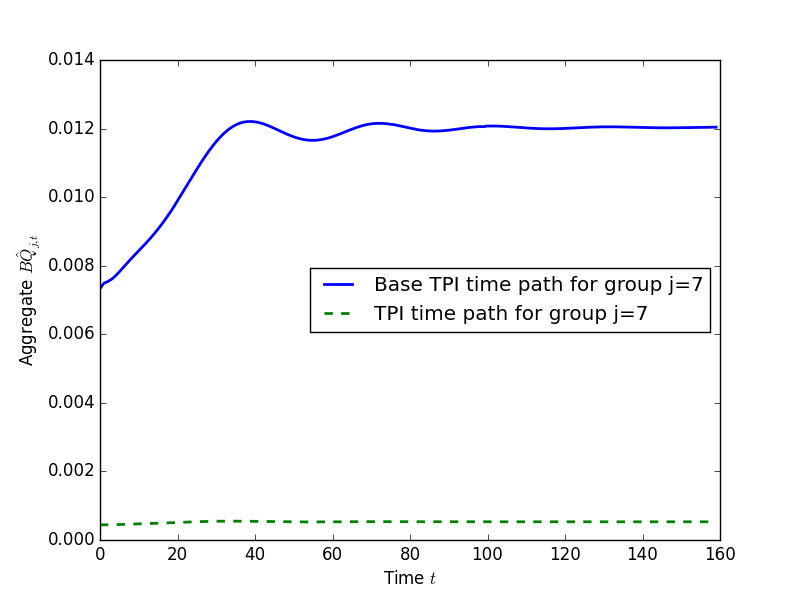 0.014
0.012
0.010
0.008
0.006
0.004
0.002
0.000
Aggregate $\hat{BQ}_{j,t}$
Base TPI time path for group j=7
TPI time path for group j=7
0 20 40 60 80 100 120 140 160
Time t